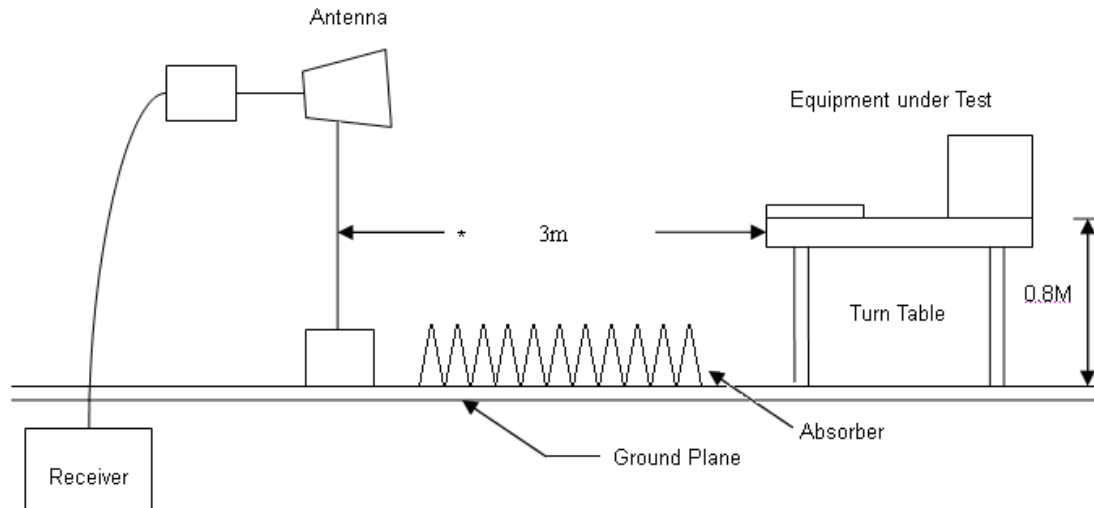 Antenna
Equipment under Test
* 3m
0.8M
Turn Table
Absorber
Ground Plane
Receiver